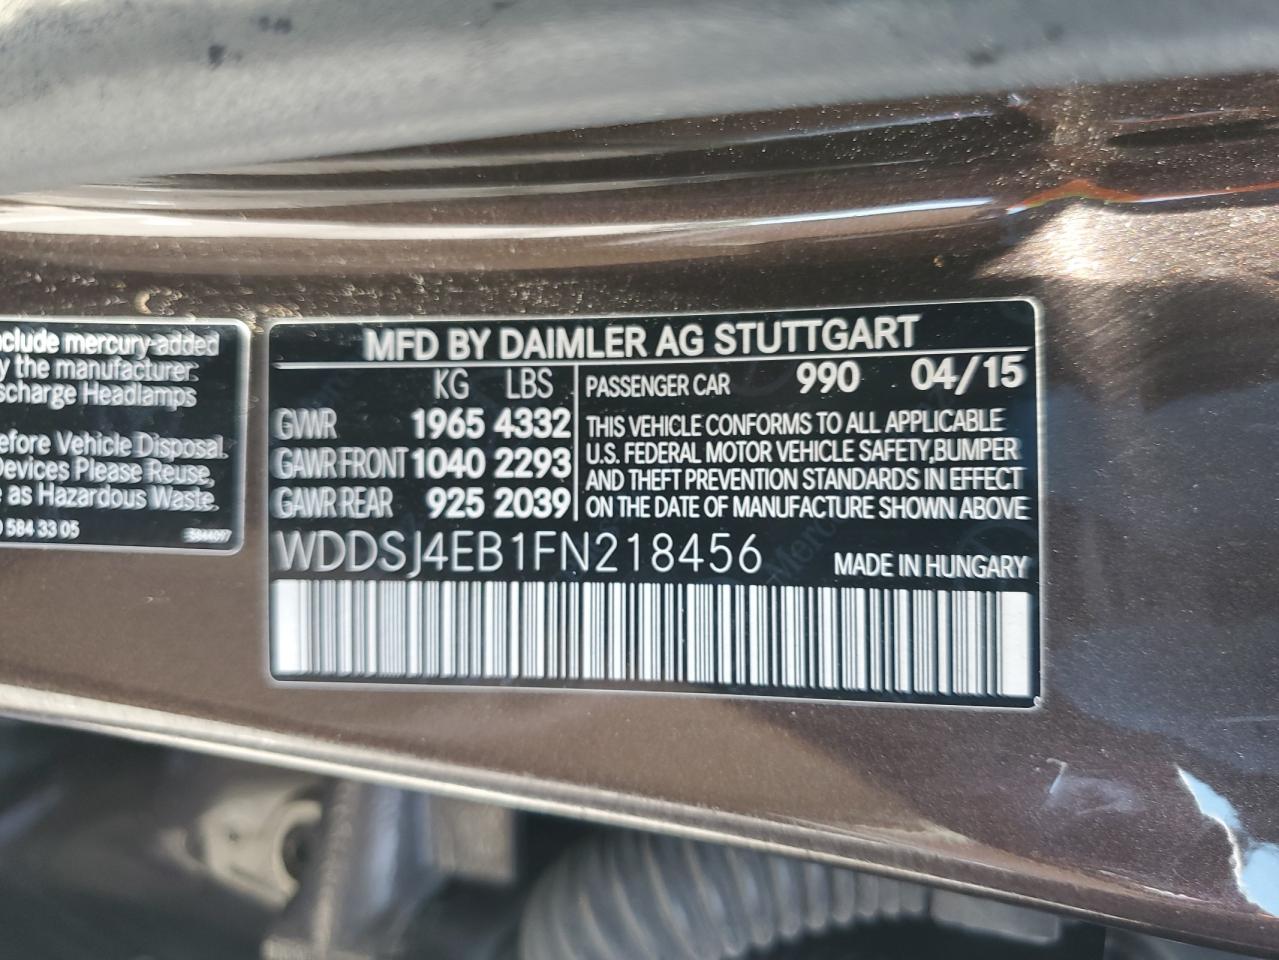 nclude mercury-added
y the manufacturer.
scharge Headlamps
efore Vehicle Disposal.
Devices Please Reuse,
as Hazardous Waste.
584 33 05
MFD BY DAIMLER AG STUTTGART
KG LBS
GVWR 1965 4332
GAWR FRONT 1040 2293
GAWR REAR 925 2039
PASSENGER CAR 990 04/15
THIS VEHICLE CONFORMS TO ALL APPLICABLE
U.S. FEDERAL MOTOR VEHICLE SAFETY, BUMPER
AND THEFT PREVENTION STANDARDS IN EFFECT
ON THE DATE OF MANUFACTURE SHOWN ABOVE
WDDSJ4EB1FN218456 MADE IN HUNGARY